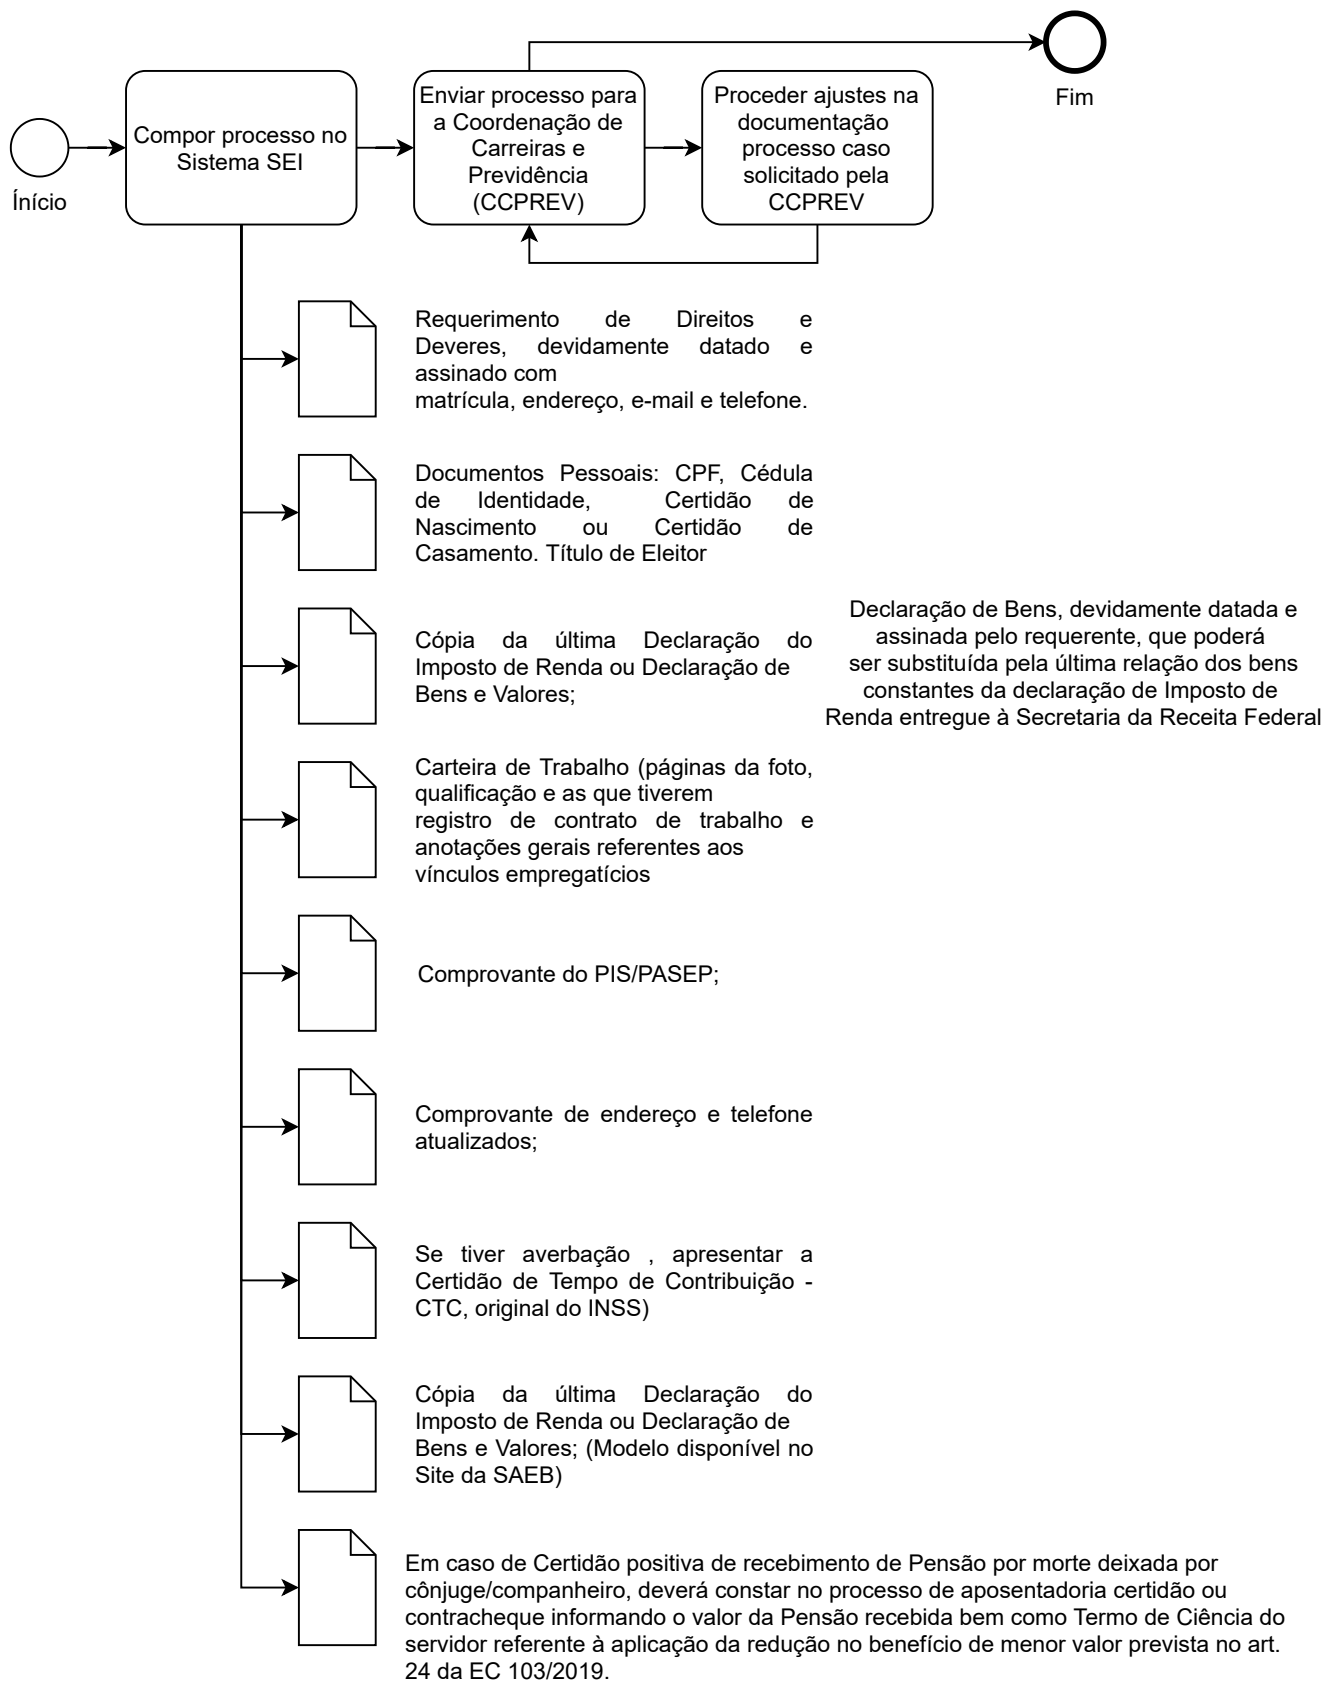 Fim
Ínício
Compor processo no
Sistema SEI
Enviar processo para
a Coordenação de
Carreiras e
Previdência
(CCPREV)
Proceder ajustes na
documentação
processo caso
solicitado pela
CCPREV
Requerimento de Direitos e
Deveres, devidamente datado e
assinado com
matrícula, endereço, e-mail e telefone.
Documentos Pessoais: CPF, Cédula
de Identidade, Certidão de
Nascimento ou Certidão de
Casamento. Título de Eleitor
Cópia da última Declaração do
Imposto de Renda ou Declaração de
Bens e Valores;
Declaração de Bens, devidamente datada e
assinada pelo requerente, que poderá
ser substituída pela última relação dos bens
constantes da declaração de Imposto de
Renda entregue à Secretaria da Receita Federal
Carteira de Trabalho (páginas da foto,
qualificação e as que tiverem
registro de contrato de trabalho e
anotações gerais referentes aos
vínculos empregatícios
Comprovante do PIS/PASEP;
Comprovante de endereço e telefone
atualizados;
Se tiver averbação , apresentar a
Certidão de Tempo de Contribuição -
CTC, original do INSS)
Cópia da última Declaração do
Imposto de Renda ou Declaração de
Bens e Valores; (Modelo disponível no
Site da SAEB)
Em caso de Certidão positiva de recebimento de Pensão por morte deixada por
cônjuge/companheiro, deverá constar no processo de aposentadoria certidão ou
contracheque informando o valor da Pensão recebida bem como Termo de Ciência do
servidor referente à aplicação da redução no benefício de menor valor prevista no art.
24 da EC 103/2019.